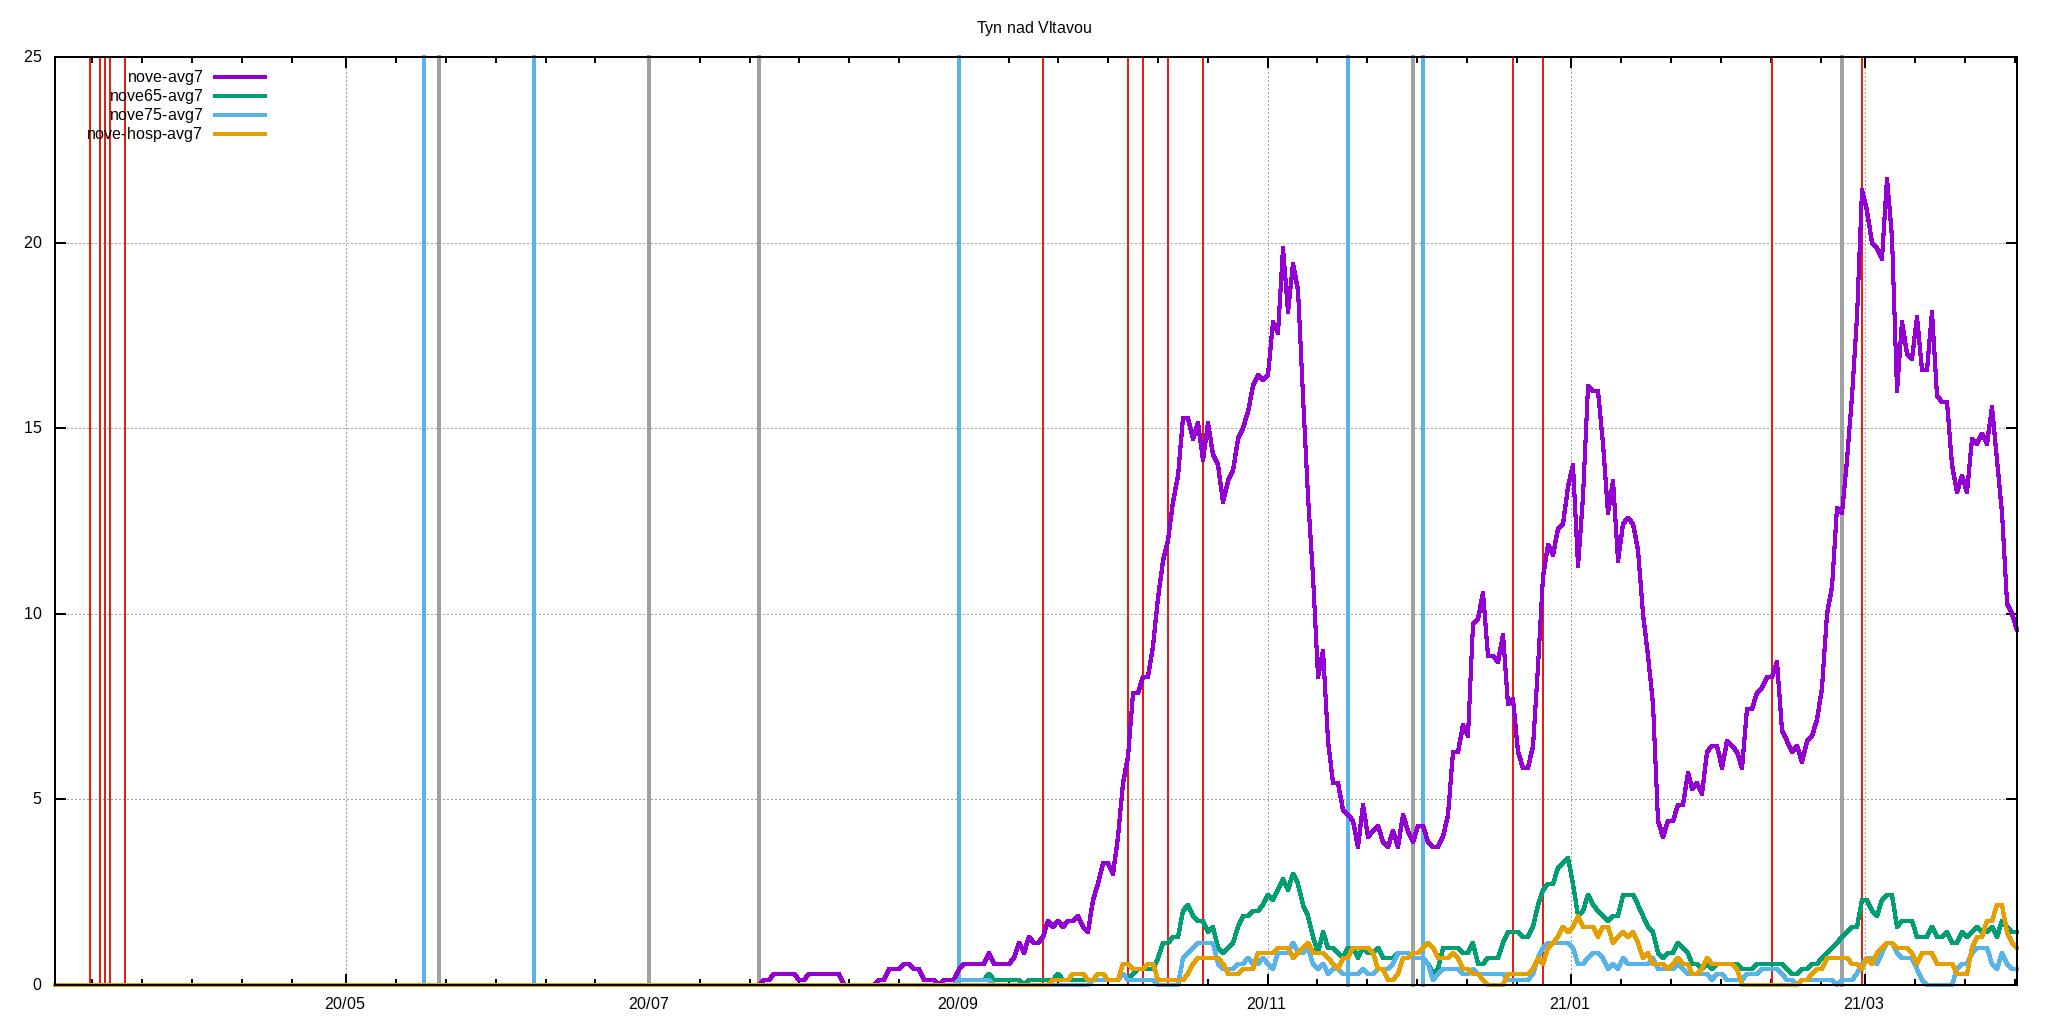 Tyn nad Vltavou
25
nove-avg7
nove65-avg7
nove75-avg7
nove-hosp-avg7
20
15
10
5
0
20/05 20/07 20/09 20/11 21/01 21/03